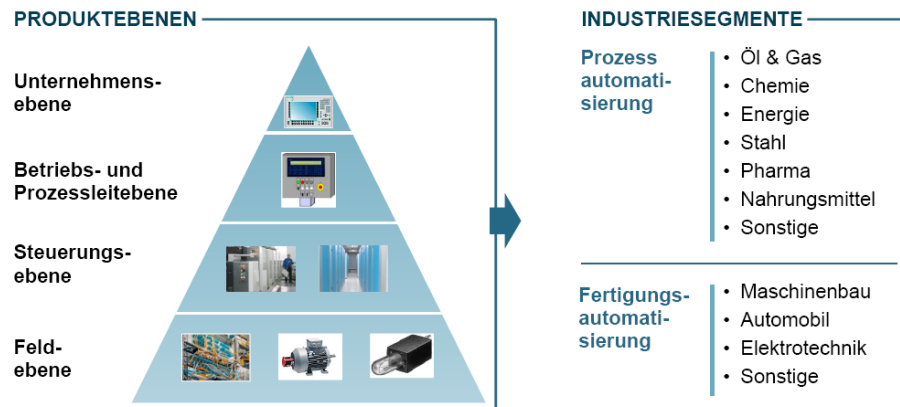 PRODUKTEBENEN
Unternehmens-
ebene
Betriebs- und
Prozessleitebene
Steuerungs-
ebene
Feld-
ebene
INDUSTRIESEGMENTE
Prozess
automati-
sierung
• Öl & Gas
• Chemie
• Energie
• Stahl
• Pharma
• Nahrungsmittel
• Sonstige
Fertigungs-
automati-
sierung
• Maschinenbau
• Automobil
• Elektrotechnik
• Sonstige